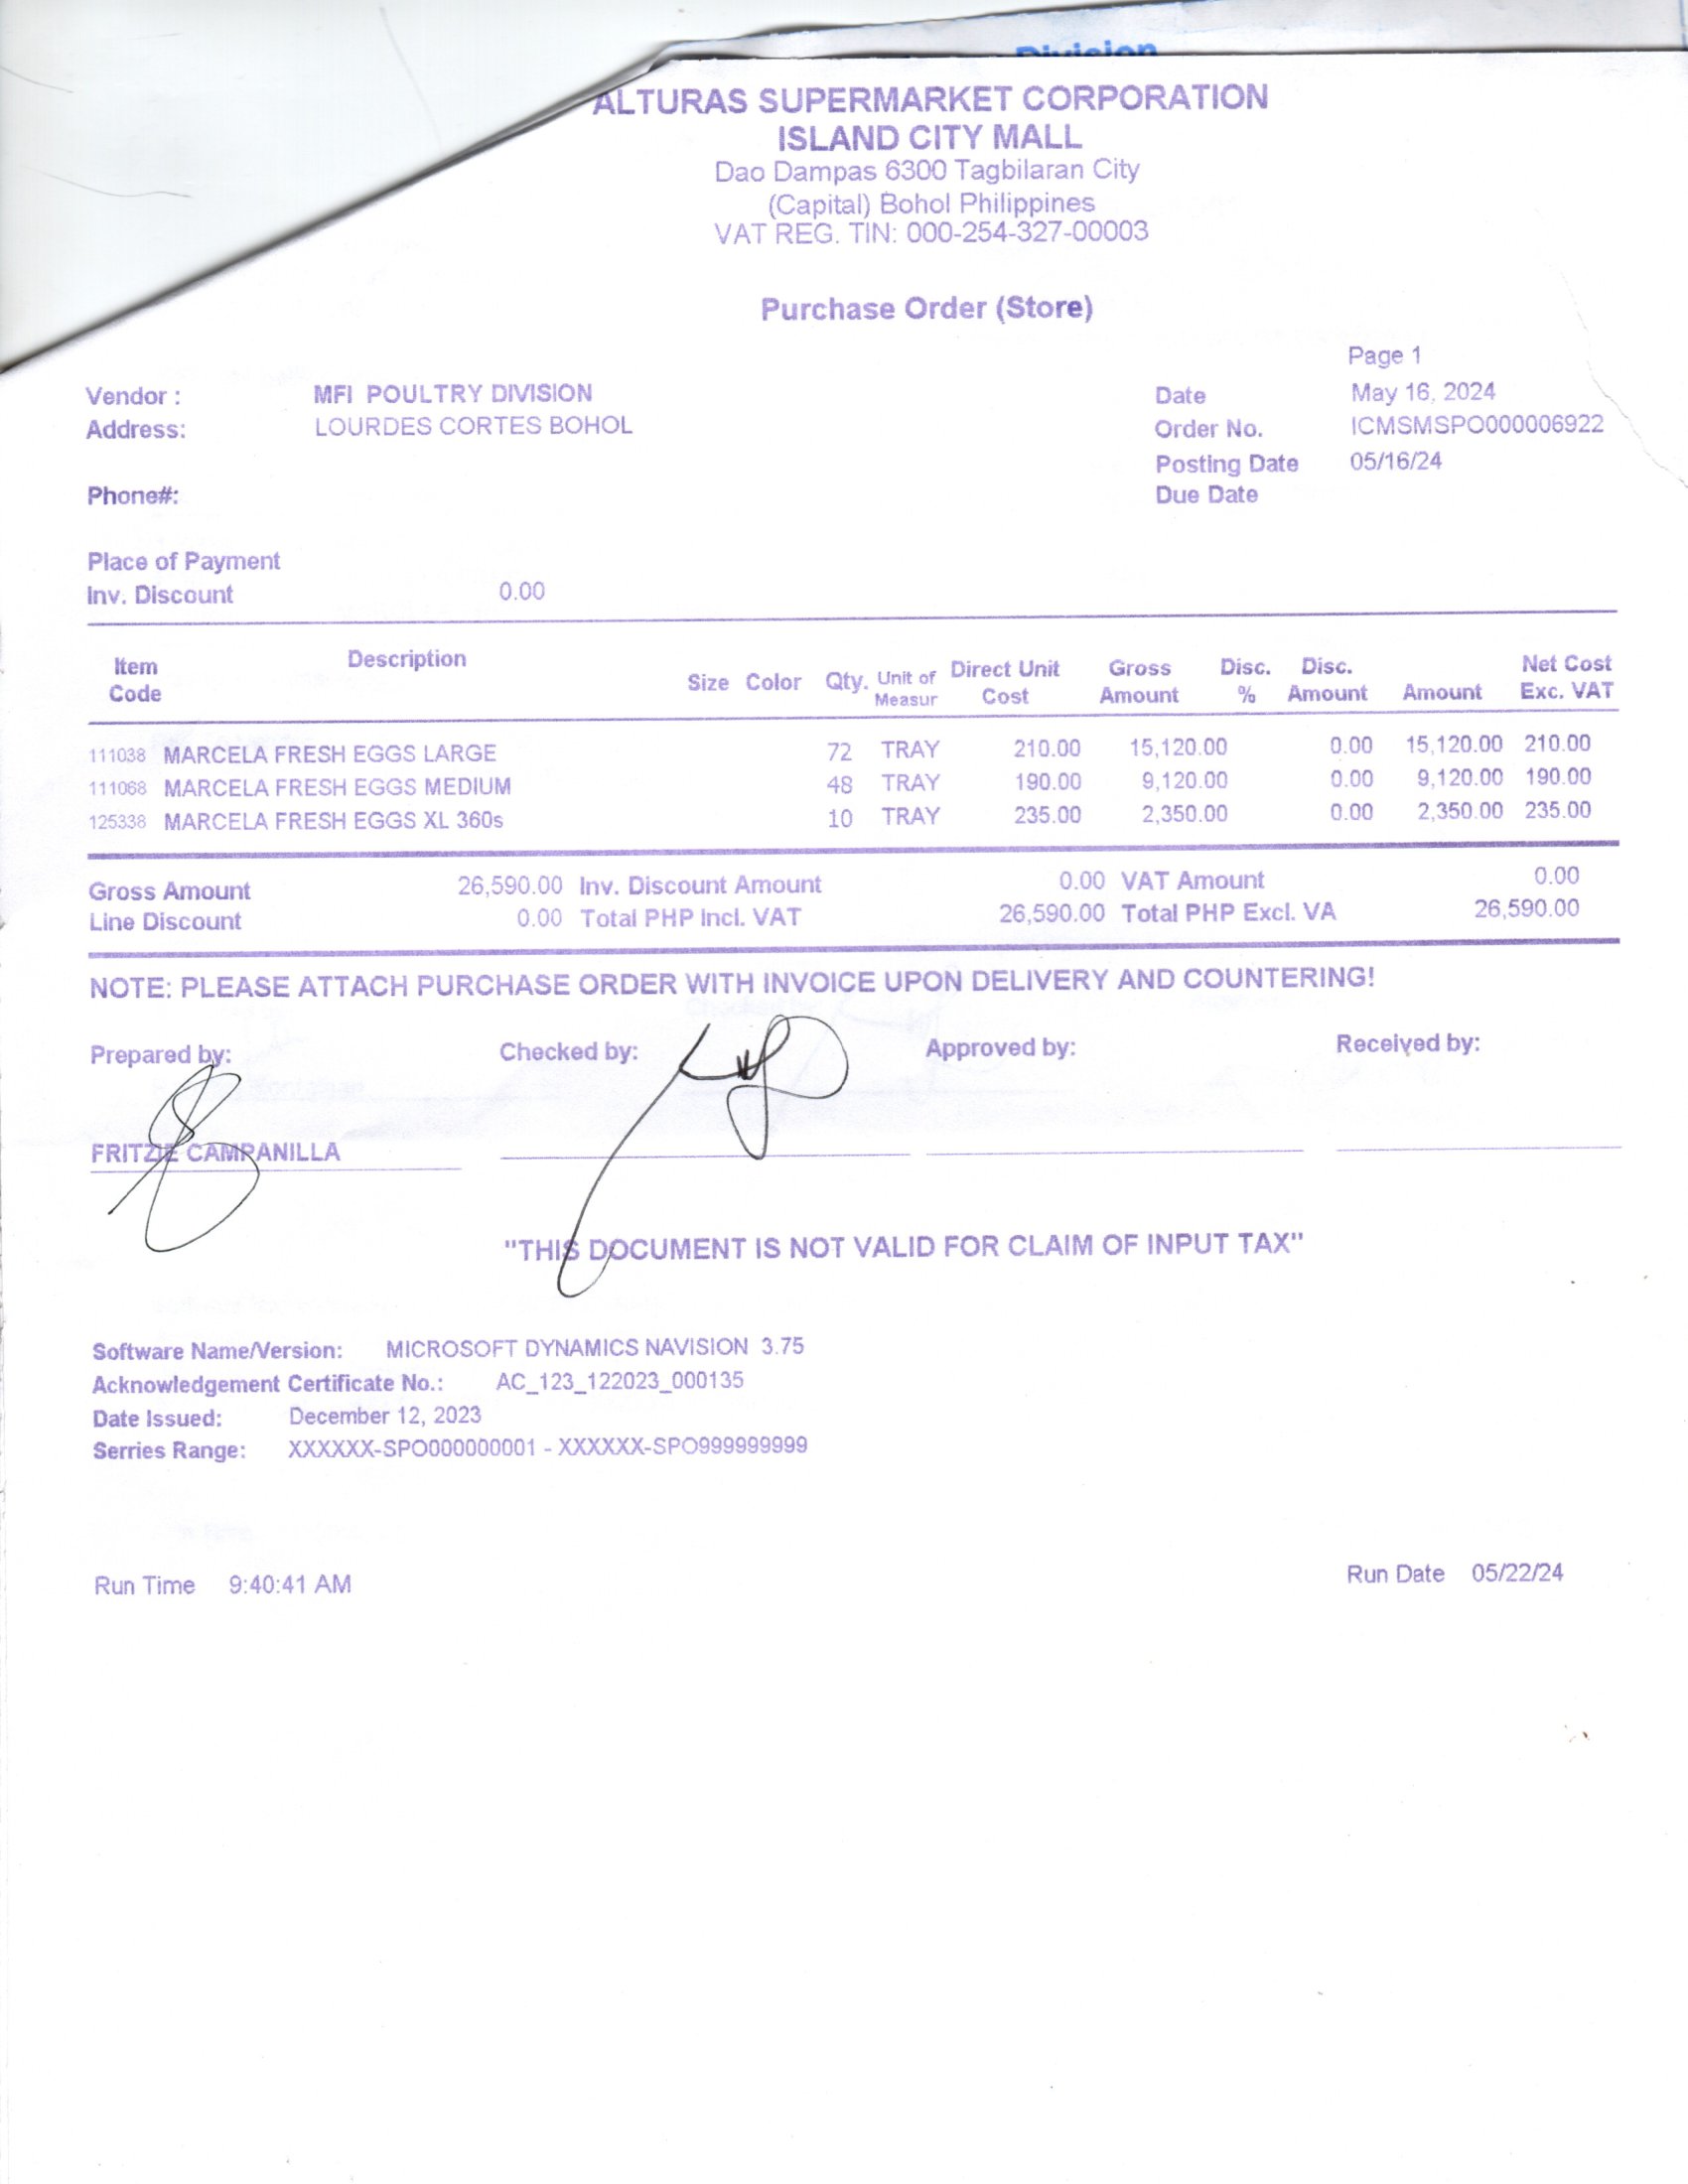 Division
ALTURAS SUPERMARKET CORPORATION
ISLAND CITY MALL
Dao Dampas 6300 Tagbilaran City
(Capital) Bohol Philippines
VAT REG. TIN: 000-254-327-00003
Purchase Order (Store)
Page 1
Vendor : MFI POULTRY DIVISION Date May 16, 2024
Address: LOURDES CORTES BOHOL Order No. ICMSMSPO000006922
Posting Date 05/16/24
Phone#: Due Date
Place of Payment
Inv. Discount 0.00
Item Code Description Size Color Qty. Unit of Measur Direct Unit Cost Gross Amount Disc. % Disc. Amount Amount Net Cost Exc. VAT
111038 MARCELA FRESH EGGS LARGE 72 TRAY 210.00 15,120.00 0.00 15,120.00 210.00
111068 MARCELA FRESH EGGS MEDIUM 48 TRAY 190.00 9,120.00 0.00 9,120.00 190.00
125338 MARCELA FRESH EGGS XL 360s 10 TRAY 235.00 2,350.00 0.00 2,350.00 235.00
Gross Amount 26,590.00 Inv. Discount Amount 0.00 VAT Amount 0.00
Line Discount 0.00 Total PHP Incl. VAT 26,590.00 Total PHP Excl. VA 26,590.00
NOTE: PLEASE ATTACH PURCHASE ORDER WITH INVOICE UPON DELIVERY AND COUNTERING!
Prepared by: Checked by: Approved by: Received by:
FRITZIE CAMPANILLA
"THIS DOCUMENT IS NOT VALID FOR CLAIM OF INPUT TAX"
Software Name/Version: MICROSOFT DYNAMICS NAVISION 3.75
Acknowledgement Certificate No.: AC_123_122023_000135
Date Issued: December 12, 2023
Serries Range: XXXXXX-SPO000000001 - XXXXXX-SPO999999999
Run Time 9:40:41 AM Run Date 05/22/24